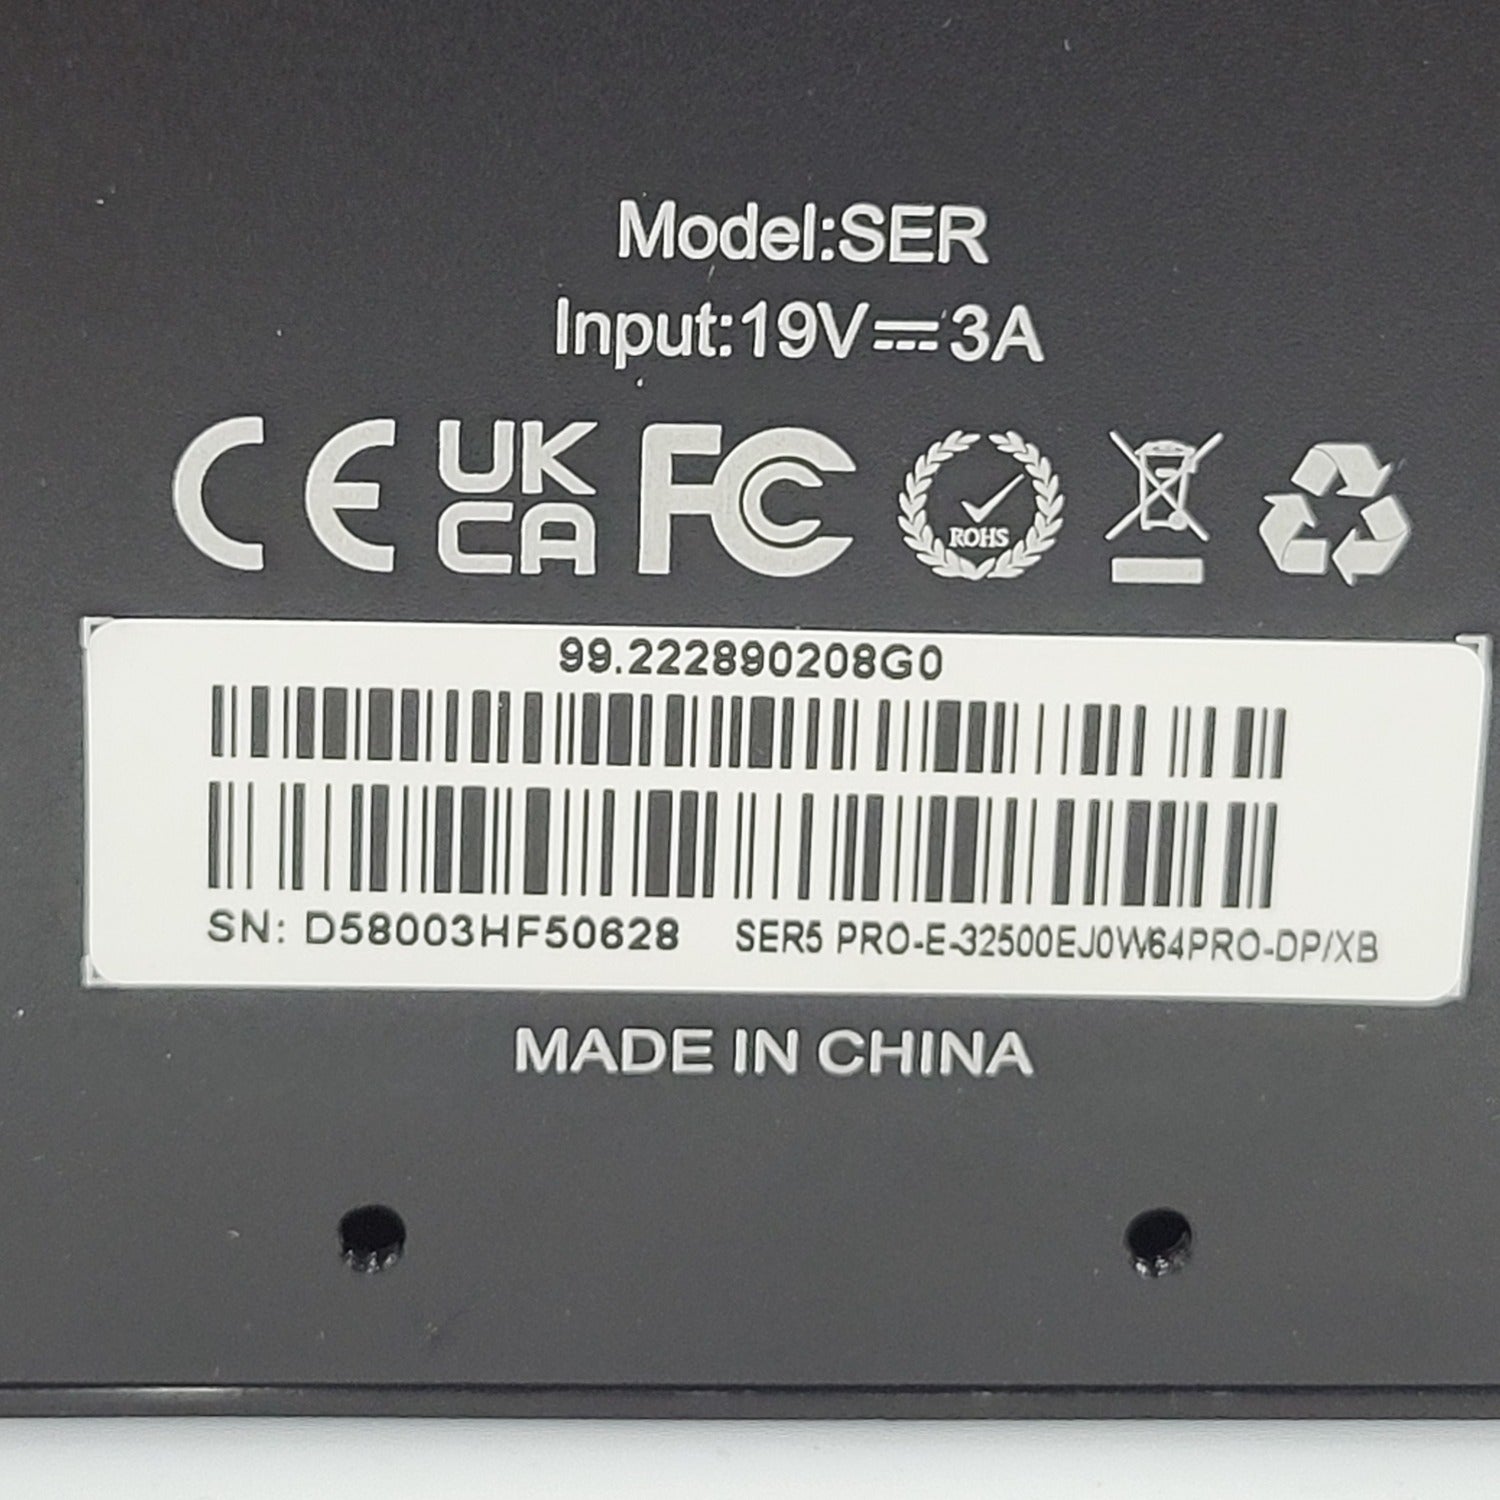 Model:SER
Input:19V⎓3A
CE UK CA FC ROHS
99.222890208G0
SN: D58003HF50628 SER5 PRO-E-32500EJ0W64PRO-DP/XB
MADE IN CHINA